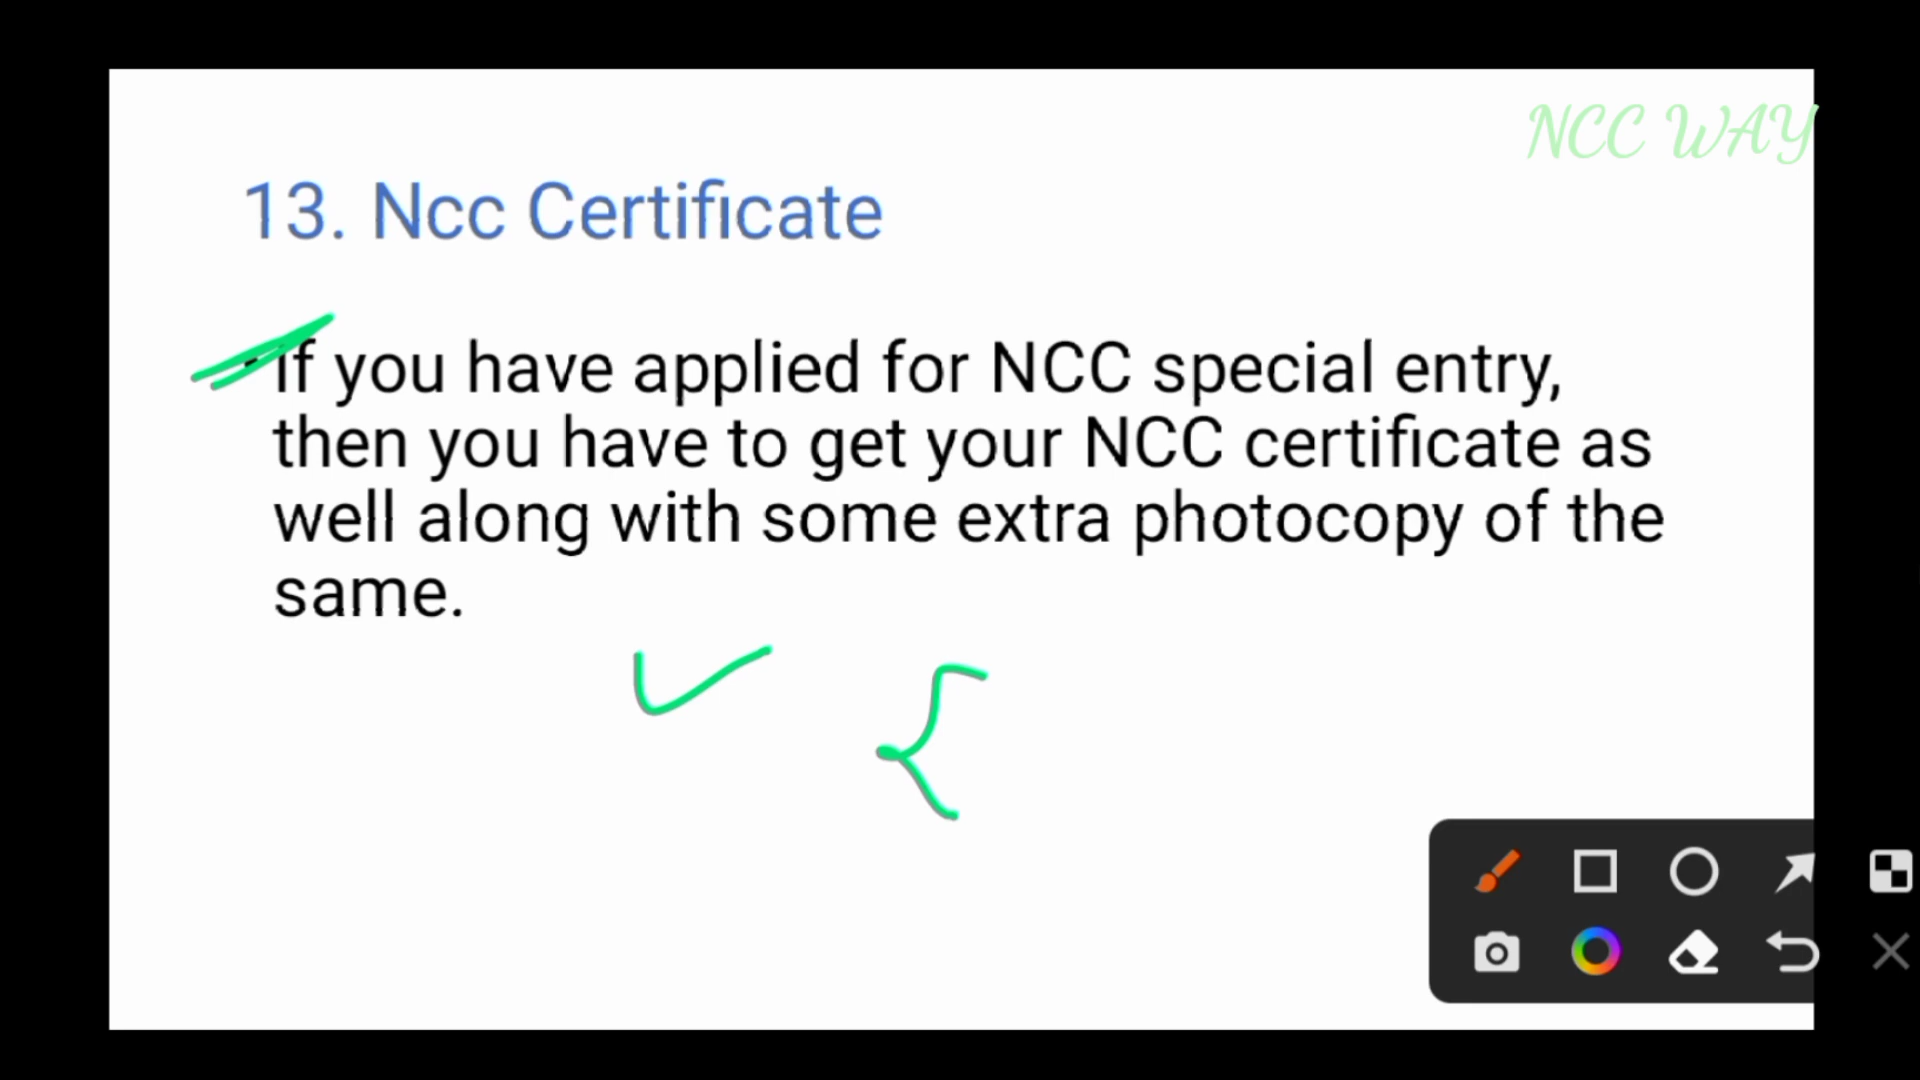 NCC WAY
13. Ncc Certificate
• If you have applied for NCC special entry,
then you have to get your NCC certificate as
well along with some extra photocopy of the
same.